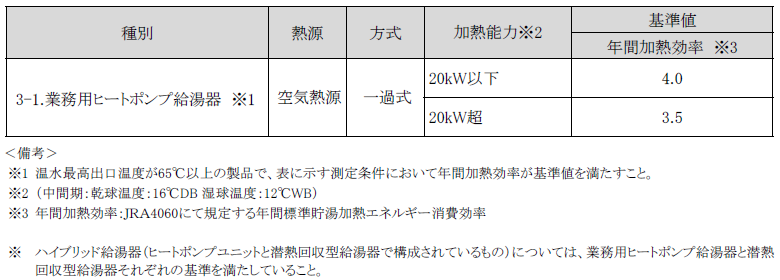 種別 熱源 方式 加熱能力※2 基準値
年間加熱効率 ※3
3-1.業務用ヒートポンプ給湯器 ※1 空気熱源 一過式 20kW以下 4.0
20kW超 3.5
＜備考＞
※1 温水最高出口温度が65℃以上の製品で、表に示す測定条件において年間加熱効率が基準値を満たすこと。
※2 （中間期：乾球温度：16℃DB 湿球温度：12℃WB）
※3 年間加熱効率：JRA4060にて規定する年間標準貯湯加熱エネルギー消費効率
※ ハイブリッド給湯器（ヒートポンプユニットと潜熱回収型給湯器で構成されているもの）については、業務用ヒートポンプ給湯器と潜熱
回収型給湯器それぞれの基準を満たしていること。